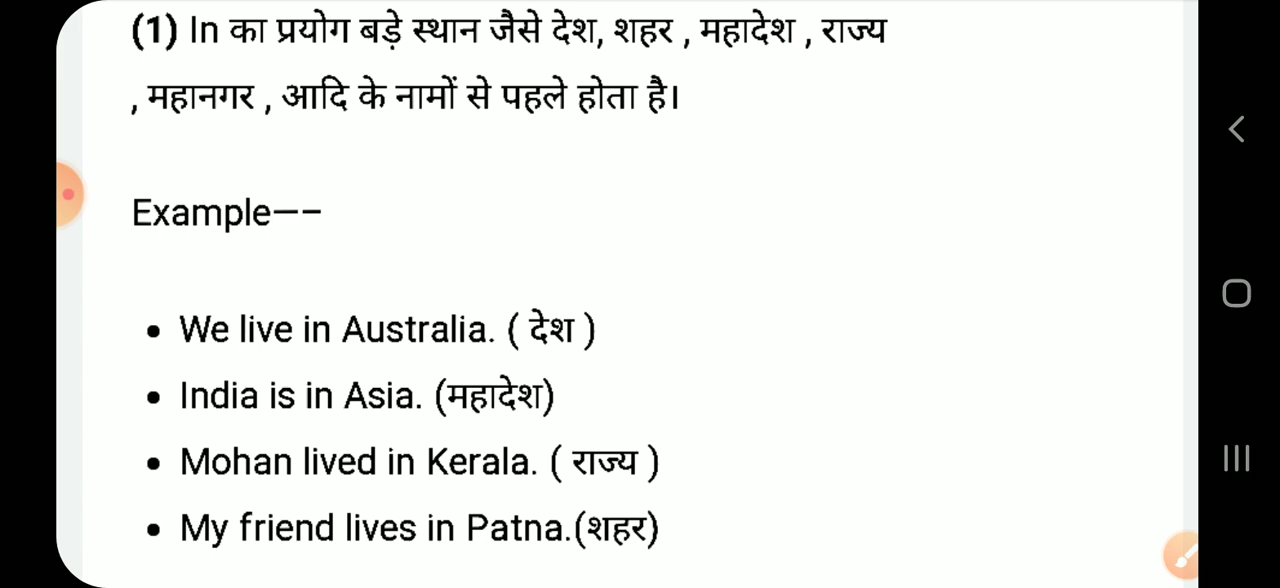 (1) In का प्रयोग बड़े स्थान जैसे देश, शहर , महादेश , राज्य
, महानगर , आदि के नामों से पहले होता है।
Example−−
• We live in Australia. ( देश )
• India is in Asia. (महादेश)
• Mohan lived in Kerala. ( राज्य )
• My friend lives in Patna.(शहर)